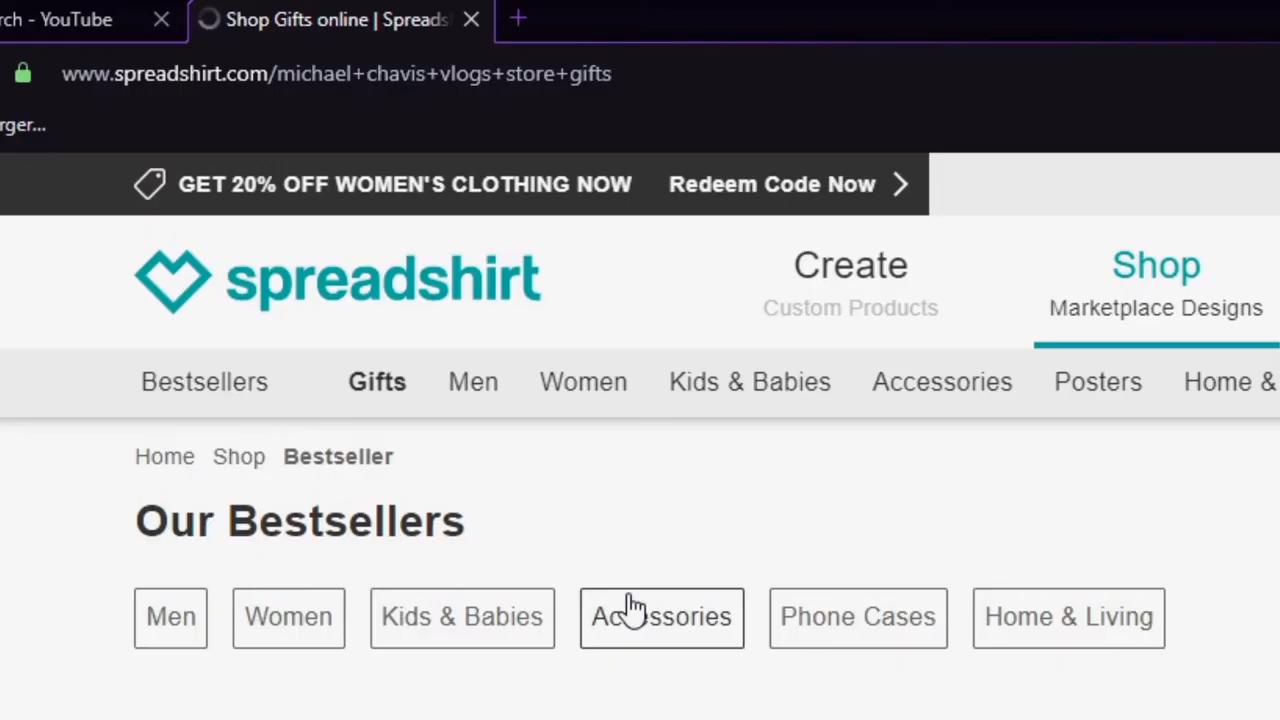 rch - YouTube
Shop Gifts online | Spreads
www.spreadshirt.com/michael+chavis+vlogs+store+gifts
rger...
GET 20% OFF WOMEN'S CLOTHING NOW Redeem Code Now
spreadshirt
Create
Custom Products
Shop
Marketplace Designs
Bestsellers Gifts Men Women Kids & Babies Accessories Posters Home &
Home Shop Bestseller
Our Bestsellers
Men Women Kids & Babies Accessories Phone Cases Home & Living